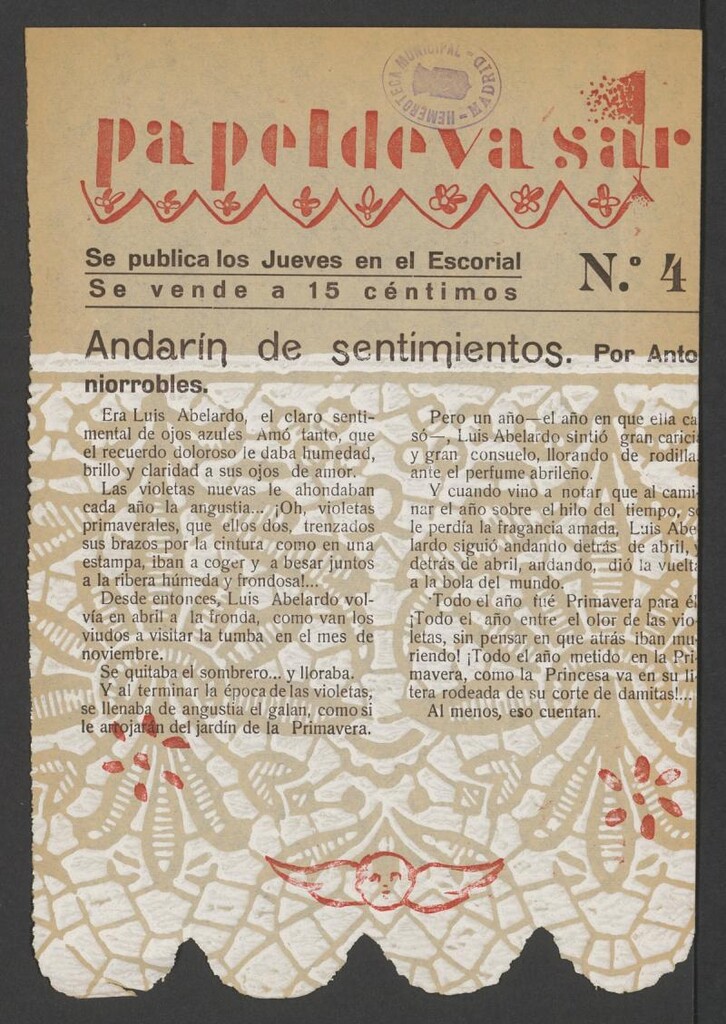 HEMEROTECA MUNICIPAL - MADRID -
papel de vasar
Se publica los Jueves en el Escorial
Se vende a 15 céntimos
N.º 4
Andarín de sentimientos. Por Anto
niorrobles.
Era Luis Abelardo, el claro senti-
mental de ojos azules Amó tanto, que
el recuerdo doloroso le daba humedad,
brillo y claridad a sus ojos de amor.
Las violetas nuevas le ahondaban
cada año la angustia... ¡Oh, violetas
primaverales, que ellos dos, trenzados
sus brazos por la cintura como en una
estampa, iban a coger y a besar juntos
a la ribera húmeda y frondosa!...
Desde entonces, Luis Abelardo vol-
vía en abril a la fronda, como van los
viudos a visitar la tumba en el mes de
noviembre.
Se quitaba el sombrero... y lloraba.
Y al terminar la época de las violetas,
se llenaba de angustia el galan, como si
le arrojarán del jardín de la Primavera.
Pero un año—el año en que ella ca
só—, Luis Abelardo sintió gran carici
y gran consuelo, llorando de rodilla
ante el perfume abrileño.
Y cuando vino a notar que al cami
nar el año sobre el hilo del tiempo, s
le perdía la fragancia amada, Luis Abe
lardo siguió andando detrás de abril, y
detrás de abril, andando, dió la vuelt
a la bola del mundo.
Todo el año fué Primavera para él
¡Todo el año entre el olor de las vio
letas, sin pensar en que atrás iban mu
riendo! ¡Todo el año metido en la Pri
mavera, como la Princesa va en su li
tera rodeada de su corte de damitas!...
Al menos, eso cuentan.